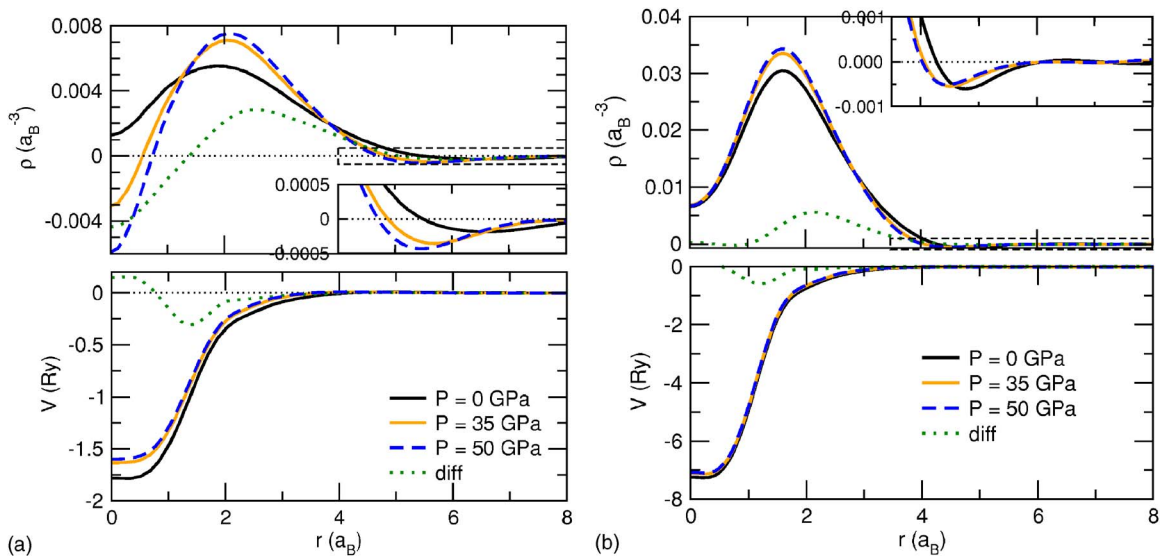 0.008
0.004
0
-0.004
ρ (a_B^-3)
0.0005
0
-0.0005
0
-0.5
-1
-1.5
-2
V (Ry)
P = 0 GPa
P = 35 GPa
P = 50 GPa
diff
0 2 4 6 8
r (a_B)
(a)
0.04
0.03
0.02
0.01
0
ρ (a_B^-3)
0.001
0.000
-0.001
0
-2
-4
-6
-8
V (Ry)
P = 0 GPa
P = 35 GPa
P = 50 GPa
diff
0 2 4 6 8
r (a_B)
(b)